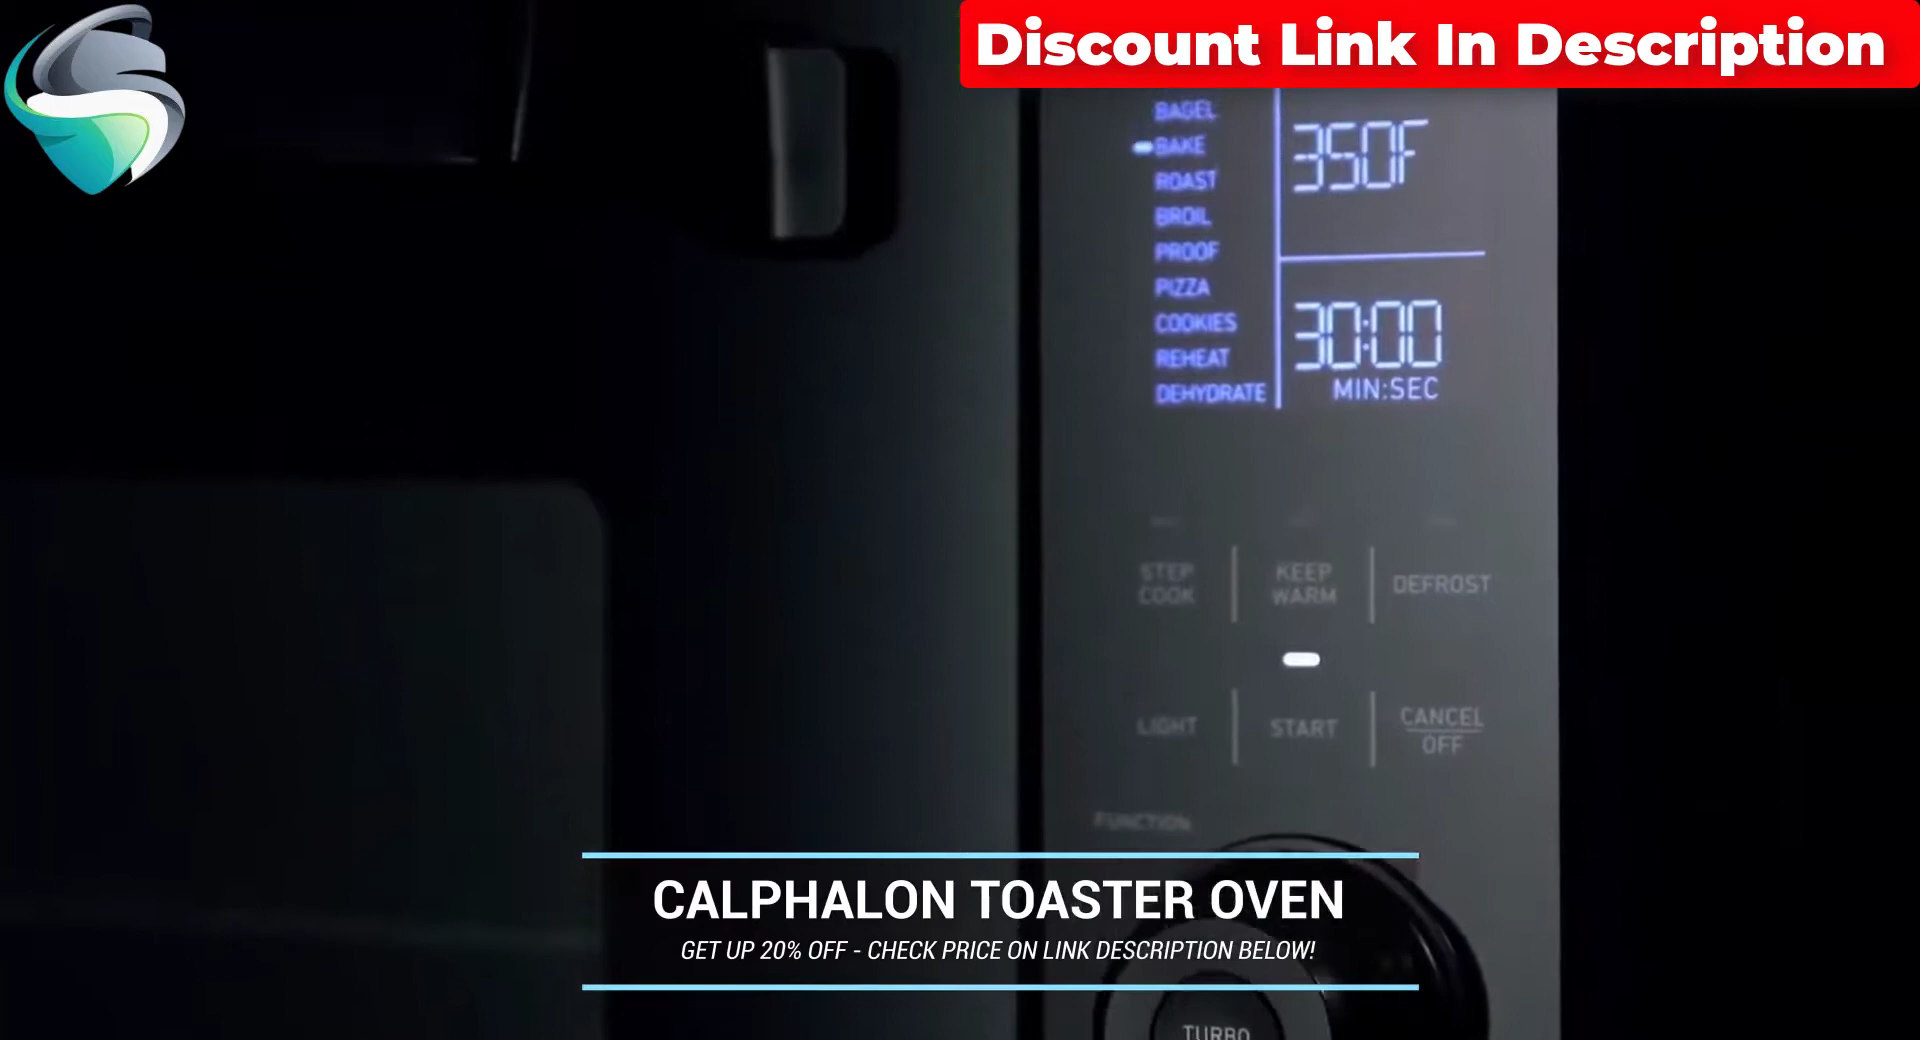 Discount Link In Description
BAGEL
BAKE
ROAST
BROIL
PROOF
PIZZA
COOKIES
REHEAT
DEHYDRATE
350F
30:00
MIN:SEC
STEP
COOK
KEEP
WARM
DEFROST
LIGHT
START
CANCEL
OFF
FUNCTION
CALPHALON TOASTER OVEN
GET UP 20% OFF - CHECK PRICE ON LINK DESCRIPTION BELOW!
TURBO